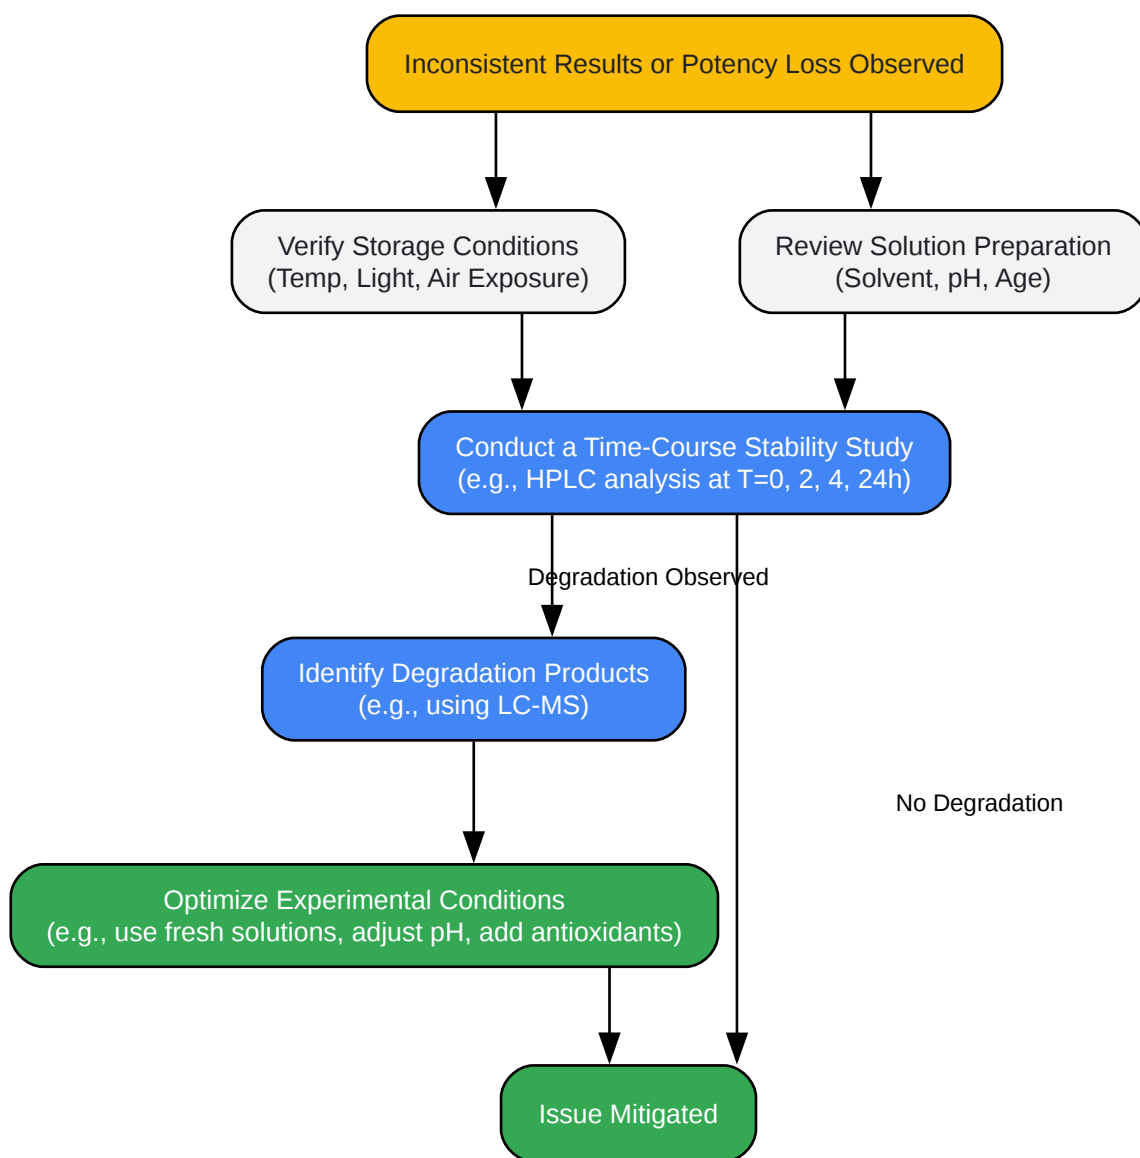 Inconsistent Results or Potency Loss Observed
Verify Storage Conditions
(Temp, Light, Air Exposure)
Review Solution Preparation
(Solvent, pH, Age)
Conduct a Time-Course Stability Study
(e.g., HPLC analysis at T=0, 2, 4, 24h)
Degradation Observed
Identify Degradation Products
(e.g., using LC-MS)
No Degradation
Optimize Experimental Conditions
(e.g., use fresh solutions, adjust pH, add antioxidants)
Issue Mitigated